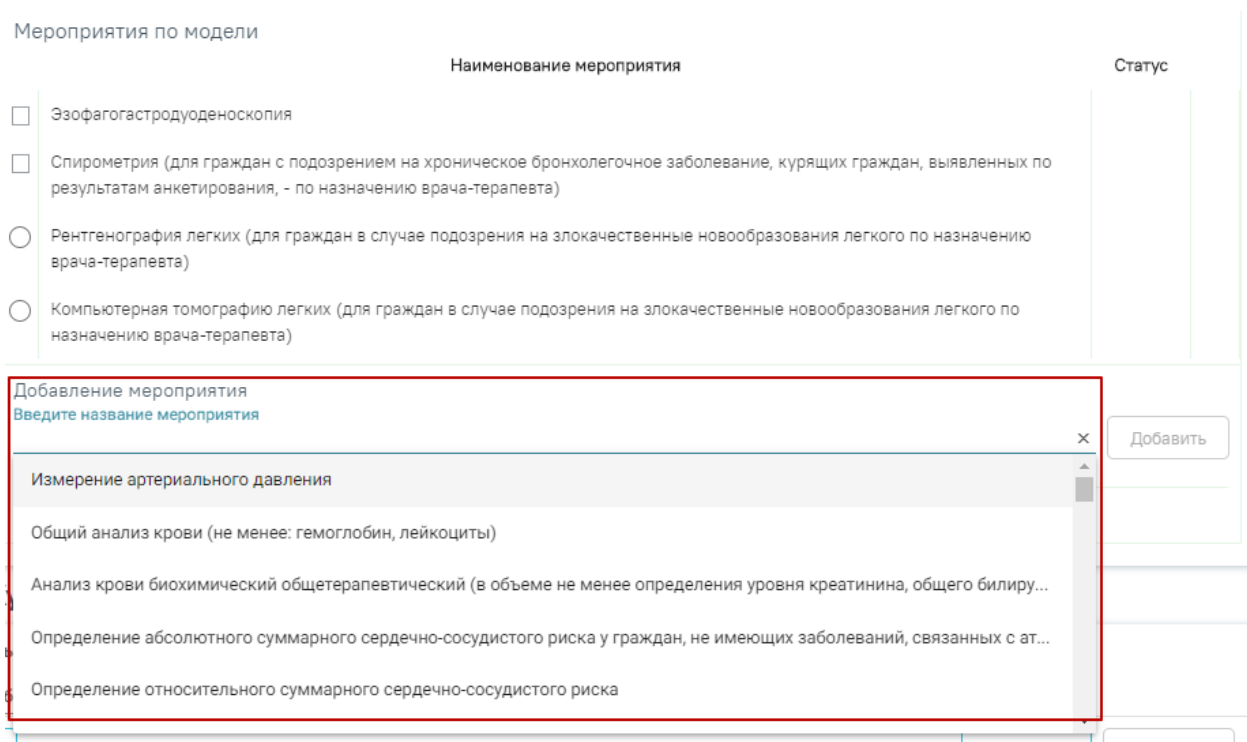 Мероприятия по модели
Наименование мероприятия Статус
Эзофагогастродуоденоскопия
Спирометрия (для граждан с подозрением на хроническое бронхолегочное заболевание, курящих граждан, выявленных по
результатам анкетирования, - по назначению врача-терапевта)
Рентгенография легких (для граждан в случае подозрения на злокачественные новообразования легкого по назначению
врача-терапевта)
Компьютерная томографию легких (для граждан в случае подозрения на злокачественные новообразования легкого по
назначению врача-терапевта)
Добавление мероприятия
Введите название мероприятия
Добавить
Измерение артериального давления
Общий анализ крови (не менее: гемоглобин, лейкоциты)
Анализ крови биохимический общетерапевтический (в объеме не менее определения уровня креатинина, общего билиру...
Определение абсолютного суммарного сердечно-сосудистого риска у граждан, не имеющих заболеваний, связанных с ат...
Определение относительного суммарного сердечно-сосудистого риска